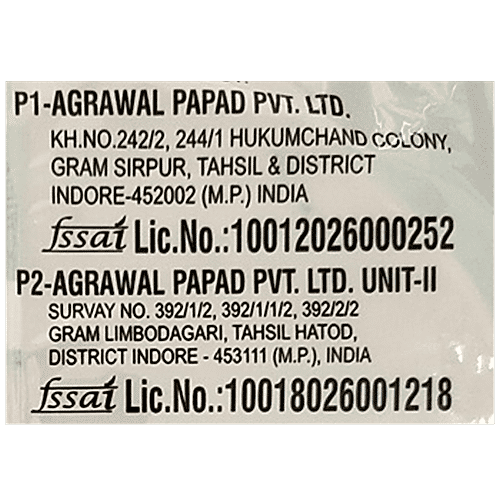 P1-AGRAWAL PAPAD PVT. LTD.
KH.NO.242/2, 244/1 HUKUMCHAND COLONY,
GRAM SIRPUR, TAHSIL & DISTRICT
INDORE-452002 (M.P.) INDIA
fssai Lic.No.:10012026000252
P2-AGRAWAL PAPAD PVT. LTD. UNIT-II
SURVAY NO. 392/1/2, 392/1/1/2, 392/2/2
GRAM LIMBODAGARI, TAHSIL HATOD,
DISTRICT INDORE - 453111 (M.P.), INDIA
fssai Lic.No.:10018026001218